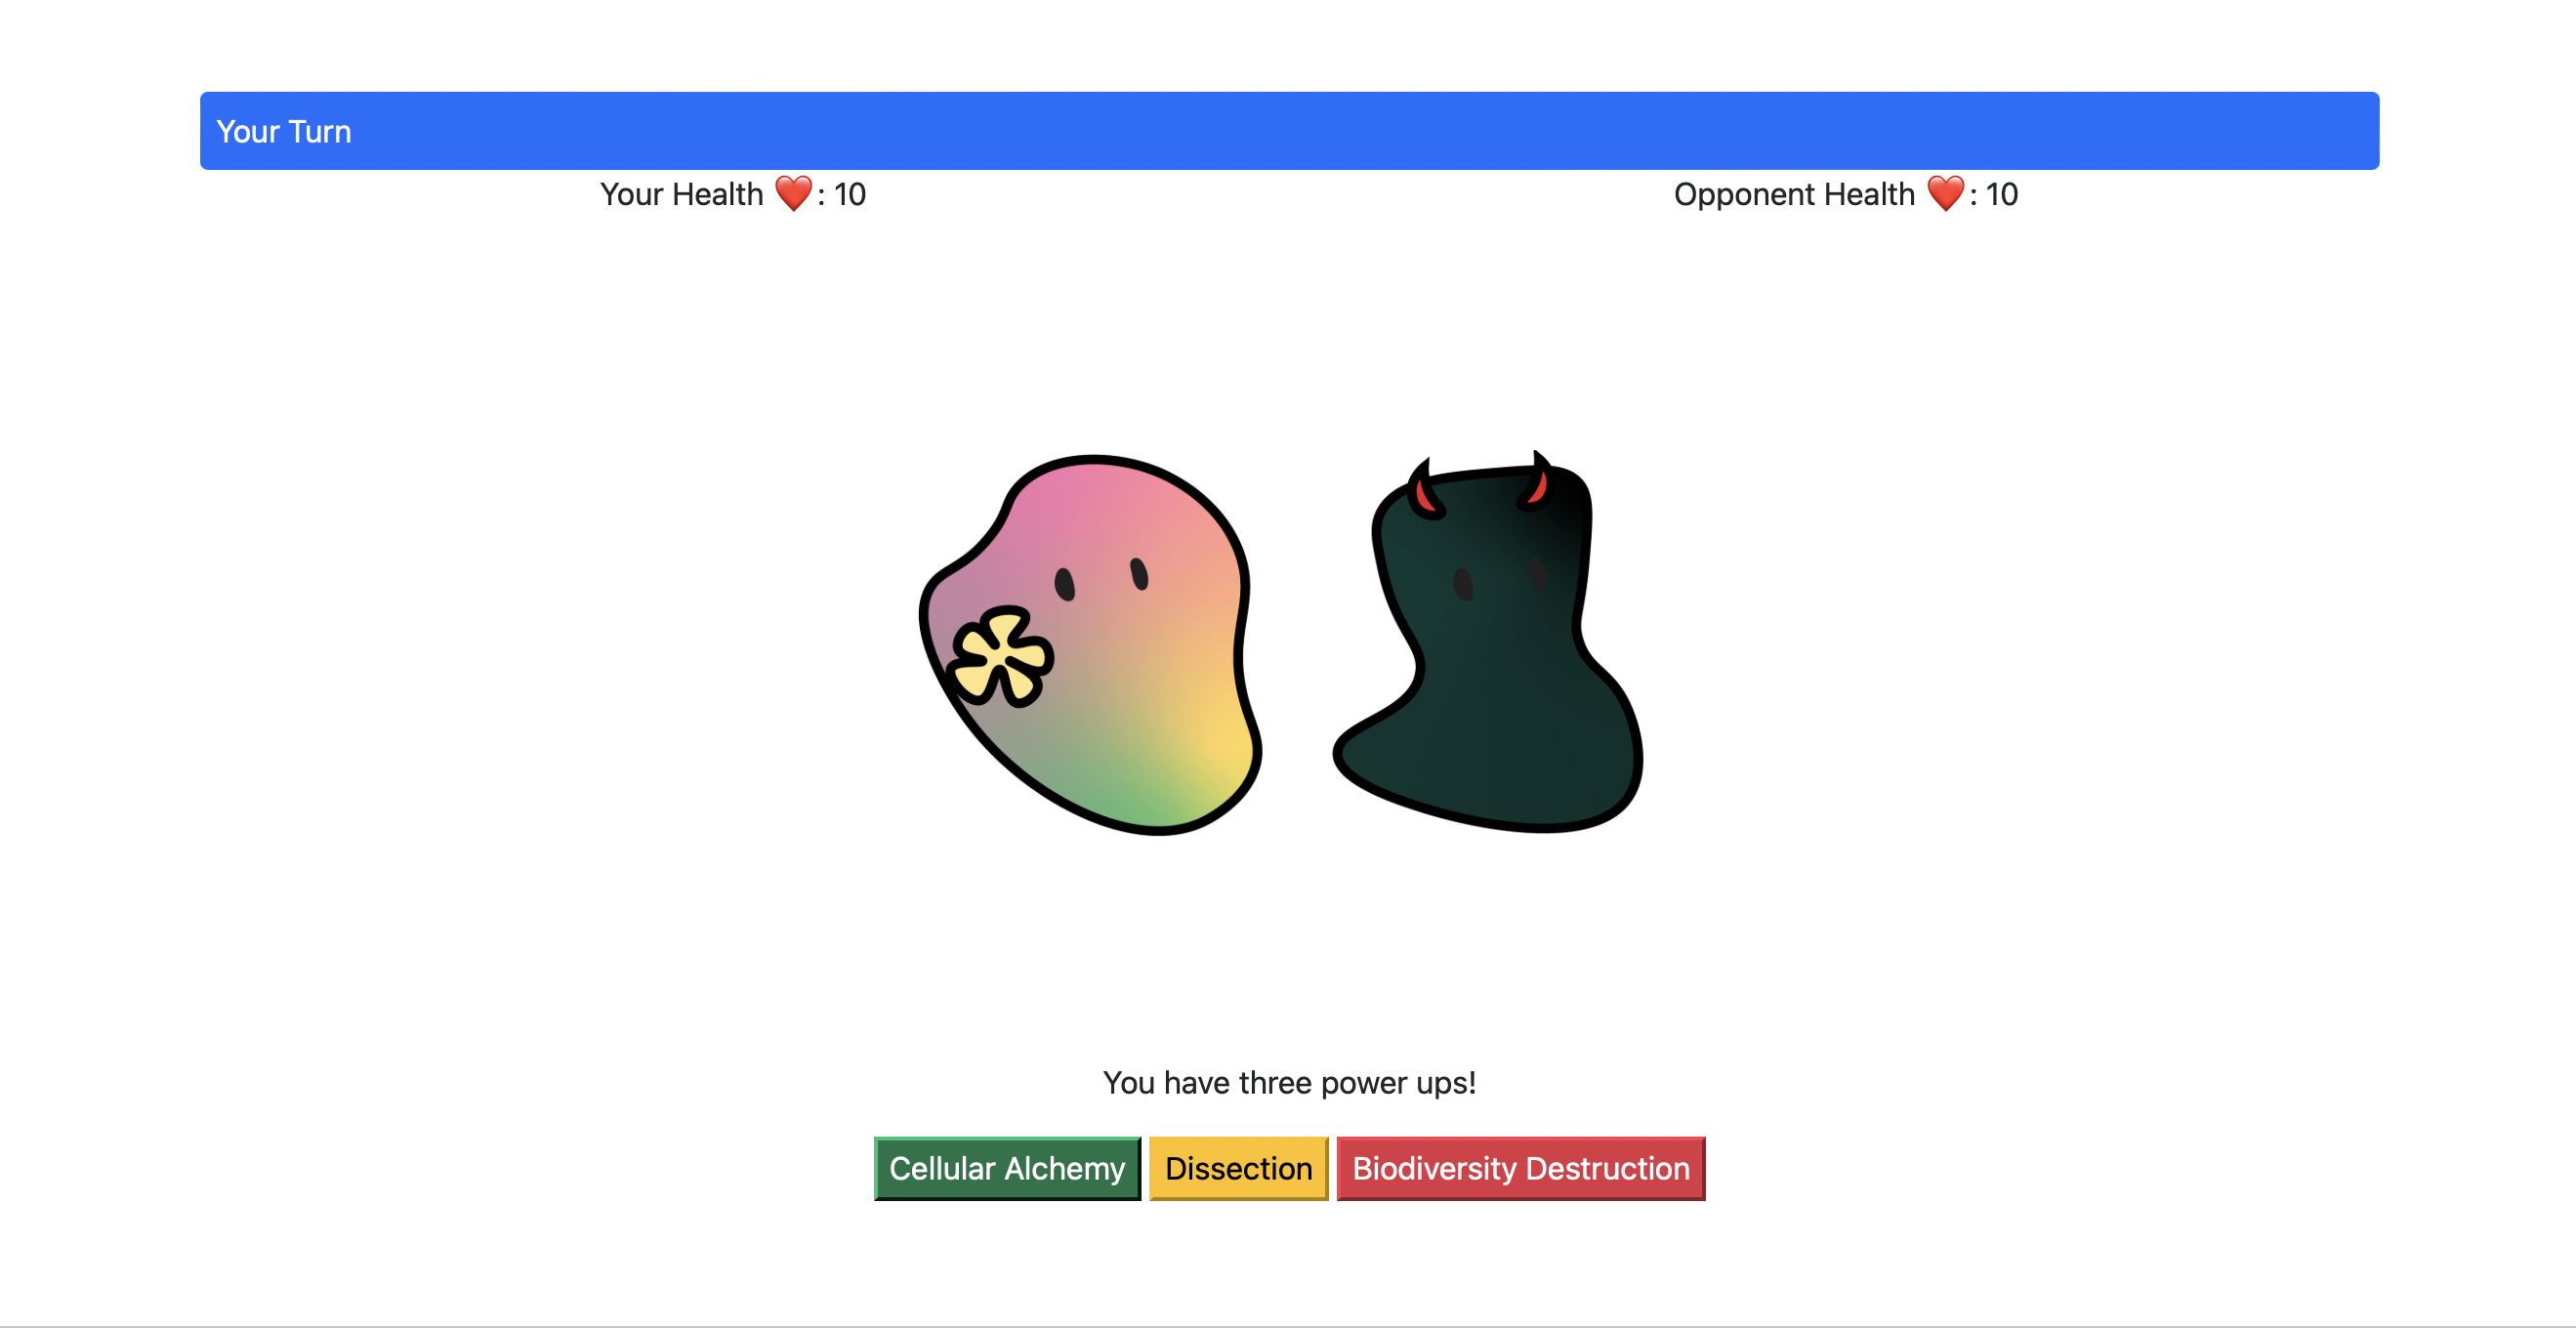 Your Turn
Your Health ❤️: 10
Opponent Health ❤️: 10
You have three power ups!
Cellular Alchemy
Dissection
Biodiversity Destruction